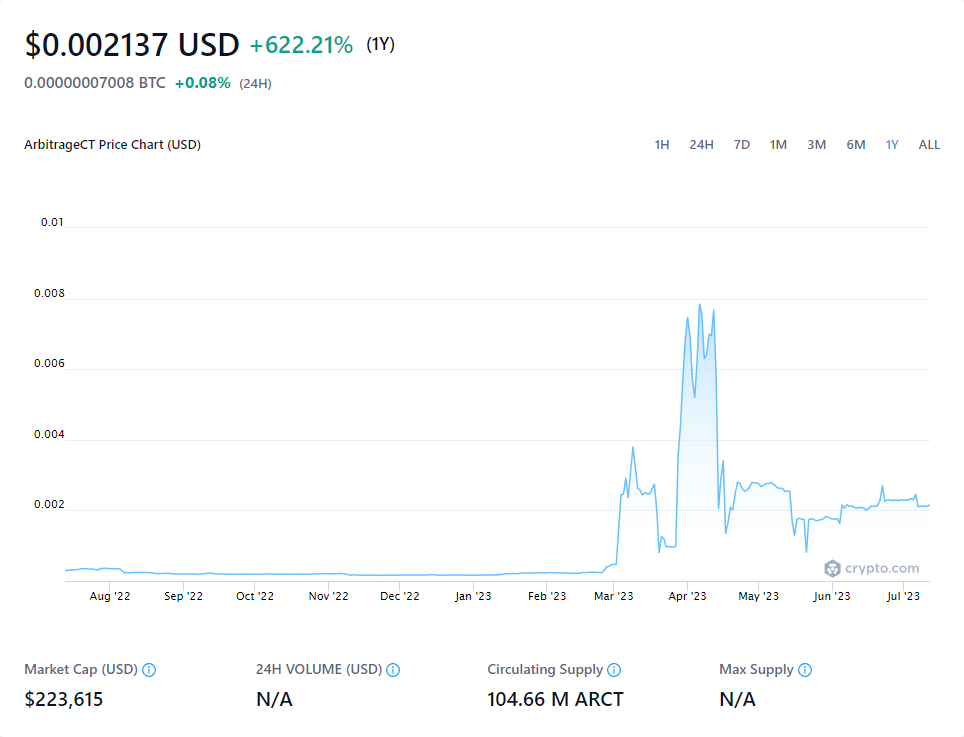 $0.002137 USD +622.21% (1Y)
0.00000007008 BTC +0.08% (24H)
ArbitrageCT Price Chart (USD) 1H 24H 7D 1M 3M 6M 1Y ALL
0.01
0.008
0.006
0.004
0.002
crypto.com
Aug '22 Sep '22 Oct '22 Nov '22 Dec '22 Jan '23 Feb '23 Mar '23 Apr '23 May '23 Jun '23 Jul '23
Market Cap (USD) 24H VOLUME (USD) Circulating Supply Max Supply
$223,615 N/A 104.66 M ARCT N/A